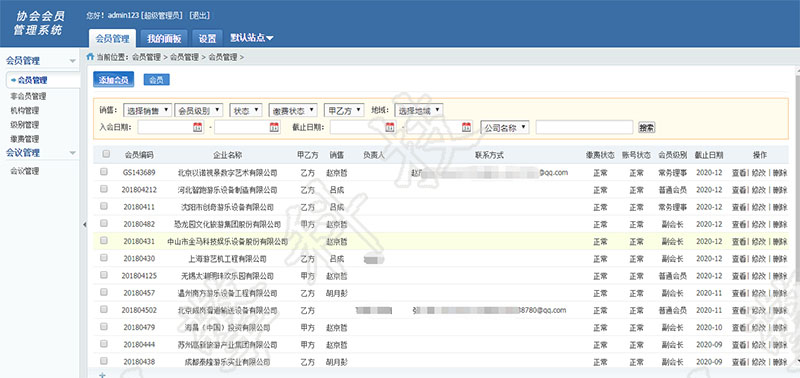 协会会员
管理系统
您好！admin123 [超级管理员] [退出]
会员管理 我的面板 设置 默认站点
会员管理
会员管理
非会员管理
机构管理
级别管理
缴费管理
会议管理
会议管理
当前位置：会员管理 > 会员管理 > 会员管理 >
添加会员 会员
销售： 选择销售 会员级别 状态 缴费状态 甲乙方 地域： 选择地域
入会日期： - 截止日期： - 公司名称 搜索
会员编码 企业名称 甲乙方 销售 负责人 联系方式 缴费状态 账号状态 会员级别 截止日期 操作
GS143689 北京以诺视景数字艺术有限公司 乙方 赵京哲 赵 @qq.com 正常 正常 常务理事 2020-12 查看 | 修改 | 删除
201804212 河北智跑游乐设备制造有限公司 乙方 吕成 正常 正常 普通会员 2020-12 查看 | 修改 | 删除
20180411 沈阳市创奇游乐设备有限公司 乙方 吕成 正常 正常 常务理事 2020-12 查看 | 修改 | 删除
20180482 恐龙园文化旅游集团股份有限公司 甲方 赵京哲 正常 正常 副会长 2020-12 查看 | 修改 | 删除
20180431 中山市金马科技娱乐设备股份有限公司 乙方 赵京哲 正常 正常 副会长 2020-12 查看 | 修改 | 删除
20180430 上海游艺机工程有限公司 乙方 吕成 正常 正常 副会长 2020-12 查看 | 修改 | 删除
201804125 无锡太湖 欢乐园有限公司 甲方 赵京哲 正常 正常 普通会员 2020-12 查看 | 修改 | 删除
20180457 温州南方游乐设备工程有限公司 乙方 胡月彭 正常 正常 副会长 2020-11 查看 | 修改 | 删除
201804502 北京威岗滑道输送设备有限公司 乙方 张 38780@qq.com 正常 正常 普通会员 2020-11 查看 | 修改 | 删除
20180479 海昌（中国）投资有限公司 甲方 赵京哲 正常 正常 副会长 2020-10 查看 | 修改 | 删除
20180444 苏州高新旅游产业集团有限公司 甲方 赵京哲 正常 正常 副会长 2020-09 查看 | 修改 | 删除
20180438 成都泰隆游乐实业有限公司 乙方 胡月彭 正常 正常 副会长 2020-09 查看 | 修改 | 删除